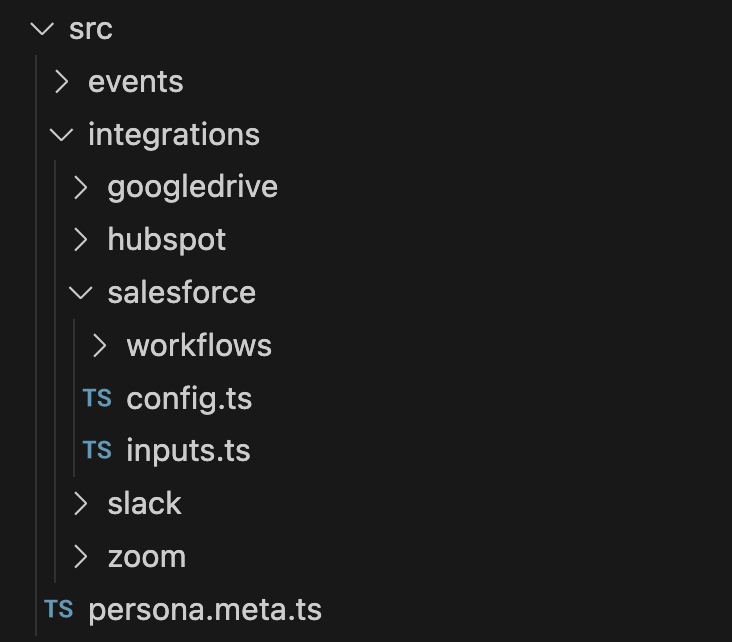 src
events
integrations
googledrive
hubspot
salesforce
workflows
TS config.ts
TS inputs.ts
slack
zoom
TS persona.meta.ts